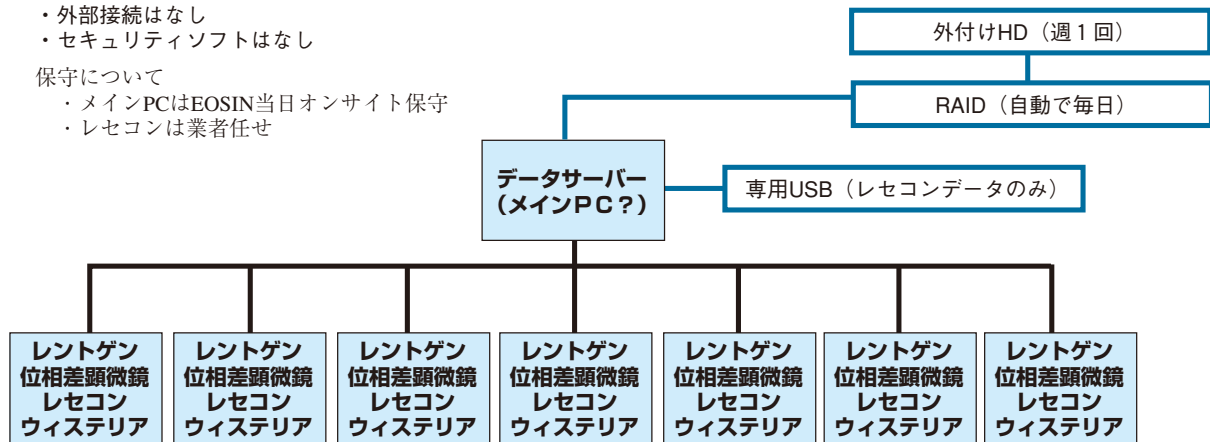 ・外部接続はなし
・セキュリティソフトはなし
保守について
・メインPCはEOSIN当日オンサイト保守
・レセコンは業者任せ
外付けHD（週１回）
RAID（自動で毎日）
データサーバー
（メインＰＣ？）
専用USB（レセコンデータのみ）
レントゲン
位相差顕微鏡
レセコン
ウィステリア
レントゲン
位相差顕微鏡
レセコン
ウィステリア
レントゲン
位相差顕微鏡
レセコン
ウィステリア
レントゲン
位相差顕微鏡
レセコン
ウィステリア
レントゲン
位相差顕微鏡
レセコン
ウィステリア
レントゲン
位相差顕微鏡
レセコン
ウィステリア
レントゲン
位相差顕微鏡
レセコン
ウィステリア